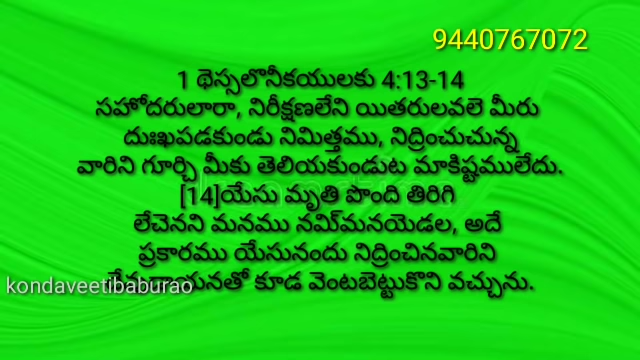 9440767072
1 థెస్సలొనీకయులకు 4:13-14
సహోదరులారా, నిరీక్షణలేని యితరులవలె మీరు
దుఃఖపడకుండు నిమిత్తము, నిద్రించుచున్న
వారిని గూర్చి మీకు తెలియకుండుట మాకిష్టములేదు.
[14]యేసు మృతి పొంది తిరిగి
లేచెనని మనము నమి్మనయెడల, అదే
ప్రకారము యేసునందు నిద్రించినవారిని
కూడ వెంటబెట్టుకొని వచ్చును.
kondaveetibaburao